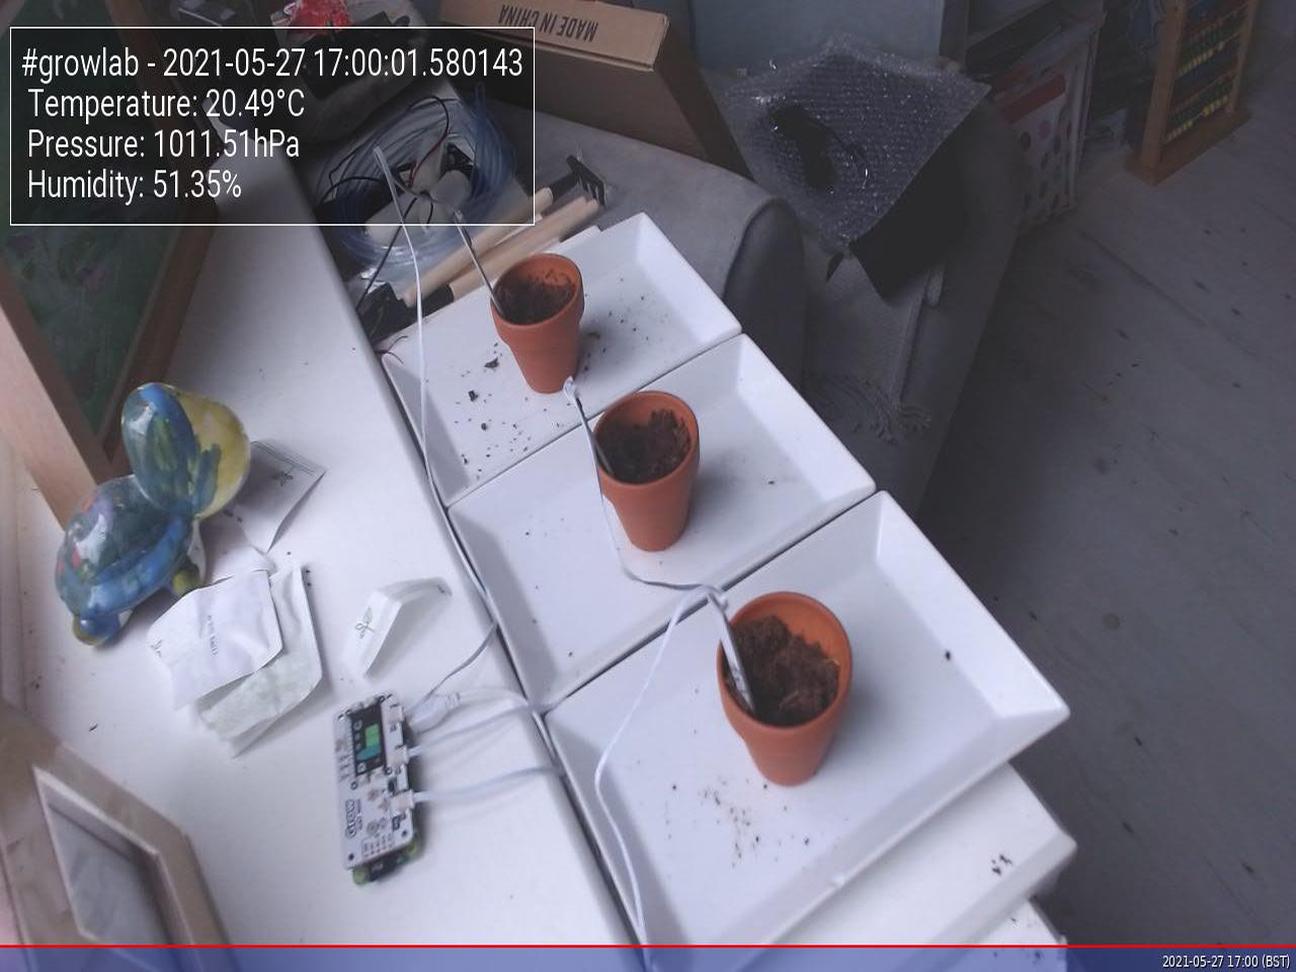 MADE IN CHINA
#growlab - 2021-05-27 17:00:01.580143
Temperature: 20.49°C
Pressure: 1011.51hPa
Humidity: 51.35%
Grow
2021-05-27 17:00 (BST)